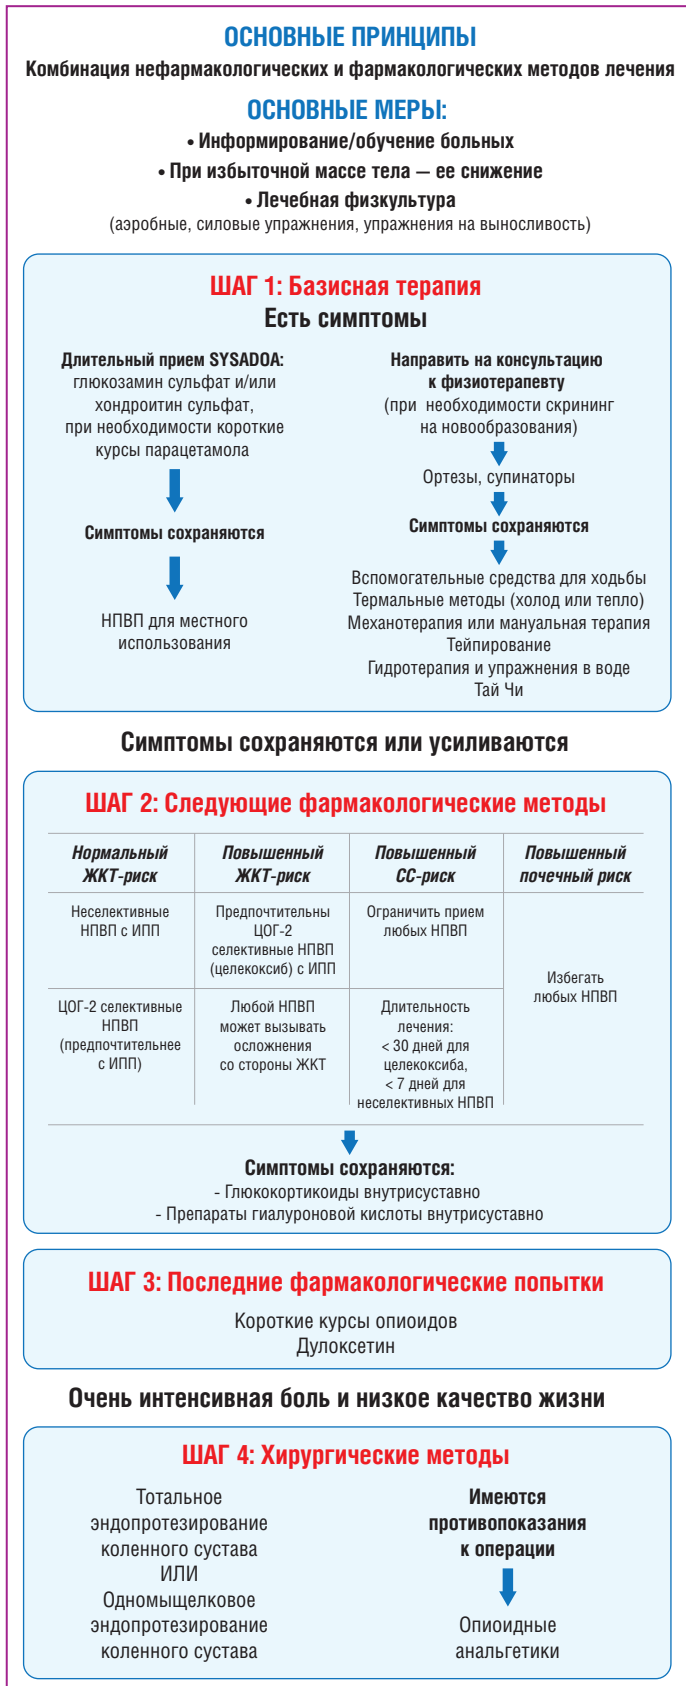 ОСНОВНЫЕ ПРИНЦИПЫ
Комбинация нефармакологических и фармакологических методов лечения
ОСНОВНЫЕ МЕРЫ:
• Информирование/обучение больных
• При избыточной массе тела — ее снижение
• Лечебная физкультура
(аэробные, силовые упражнения, упражнения на выносливость)
ШАГ 1: Базисная терапия
Есть симптомы
Длительный прием SYSADOA:
глюкозамин сульфат и/или
хондроитин сульфат,
при необходимости короткие
курсы парацетамола
Симптомы сохраняются
НПВП для местного
использования
Направить на консультацию
к физиотерапевту
(при необходимости скрининг
на новообразования)
Ортезы, супинаторы
Симптомы сохраняются
Вспомогательные средства для ходьбы
Термальные методы (холод или тепло)
Механотерапия или мануальная терапия
Тейпирование
Гидротерапия и упражнения в воде
Тай Чи
Симптомы сохраняются или усиливаются
ШАГ 2: Следующие фармакологические методы
Нормальный
ЖКТ-риск
Повышенный
ЖКТ-риск
Повышенный
СС-риск
Повышенный
почечный риск
Неселективные
НПВП с ИПП
Предпочтительны
ЦОГ-2
селективные НПВП
(целекоксиб) с ИПП
Ограничить прием
любых НПВП
Избегать
любых НПВП
ЦОГ-2 селективные
НПВП
(предпочтительнее
с ИПП)
Любой НПВП
может вызывать
осложнения
со стороны ЖКТ
Длительность
лечения:
< 30 дней для
целекоксиба,
< 7 дней для
неселективных НПВП
Симптомы сохраняются:
- Глюкокортикоиды внутрисуставно
- Препараты гиалуроновой кислоты внутрисуставно
ШАГ 3: Последние фармакологические попытки
Короткие курсы опиоидов
Дулоксетин
Очень интенсивная боль и низкое качество жизни
ШАГ 4: Хирургические методы
Тотальное
эндопротезирование
коленного сустава
ИЛИ
Одномыщелковое
эндопротезирование
коленного сустава
Имеются
противопоказания
к операции
Опиоидные
анальгетики